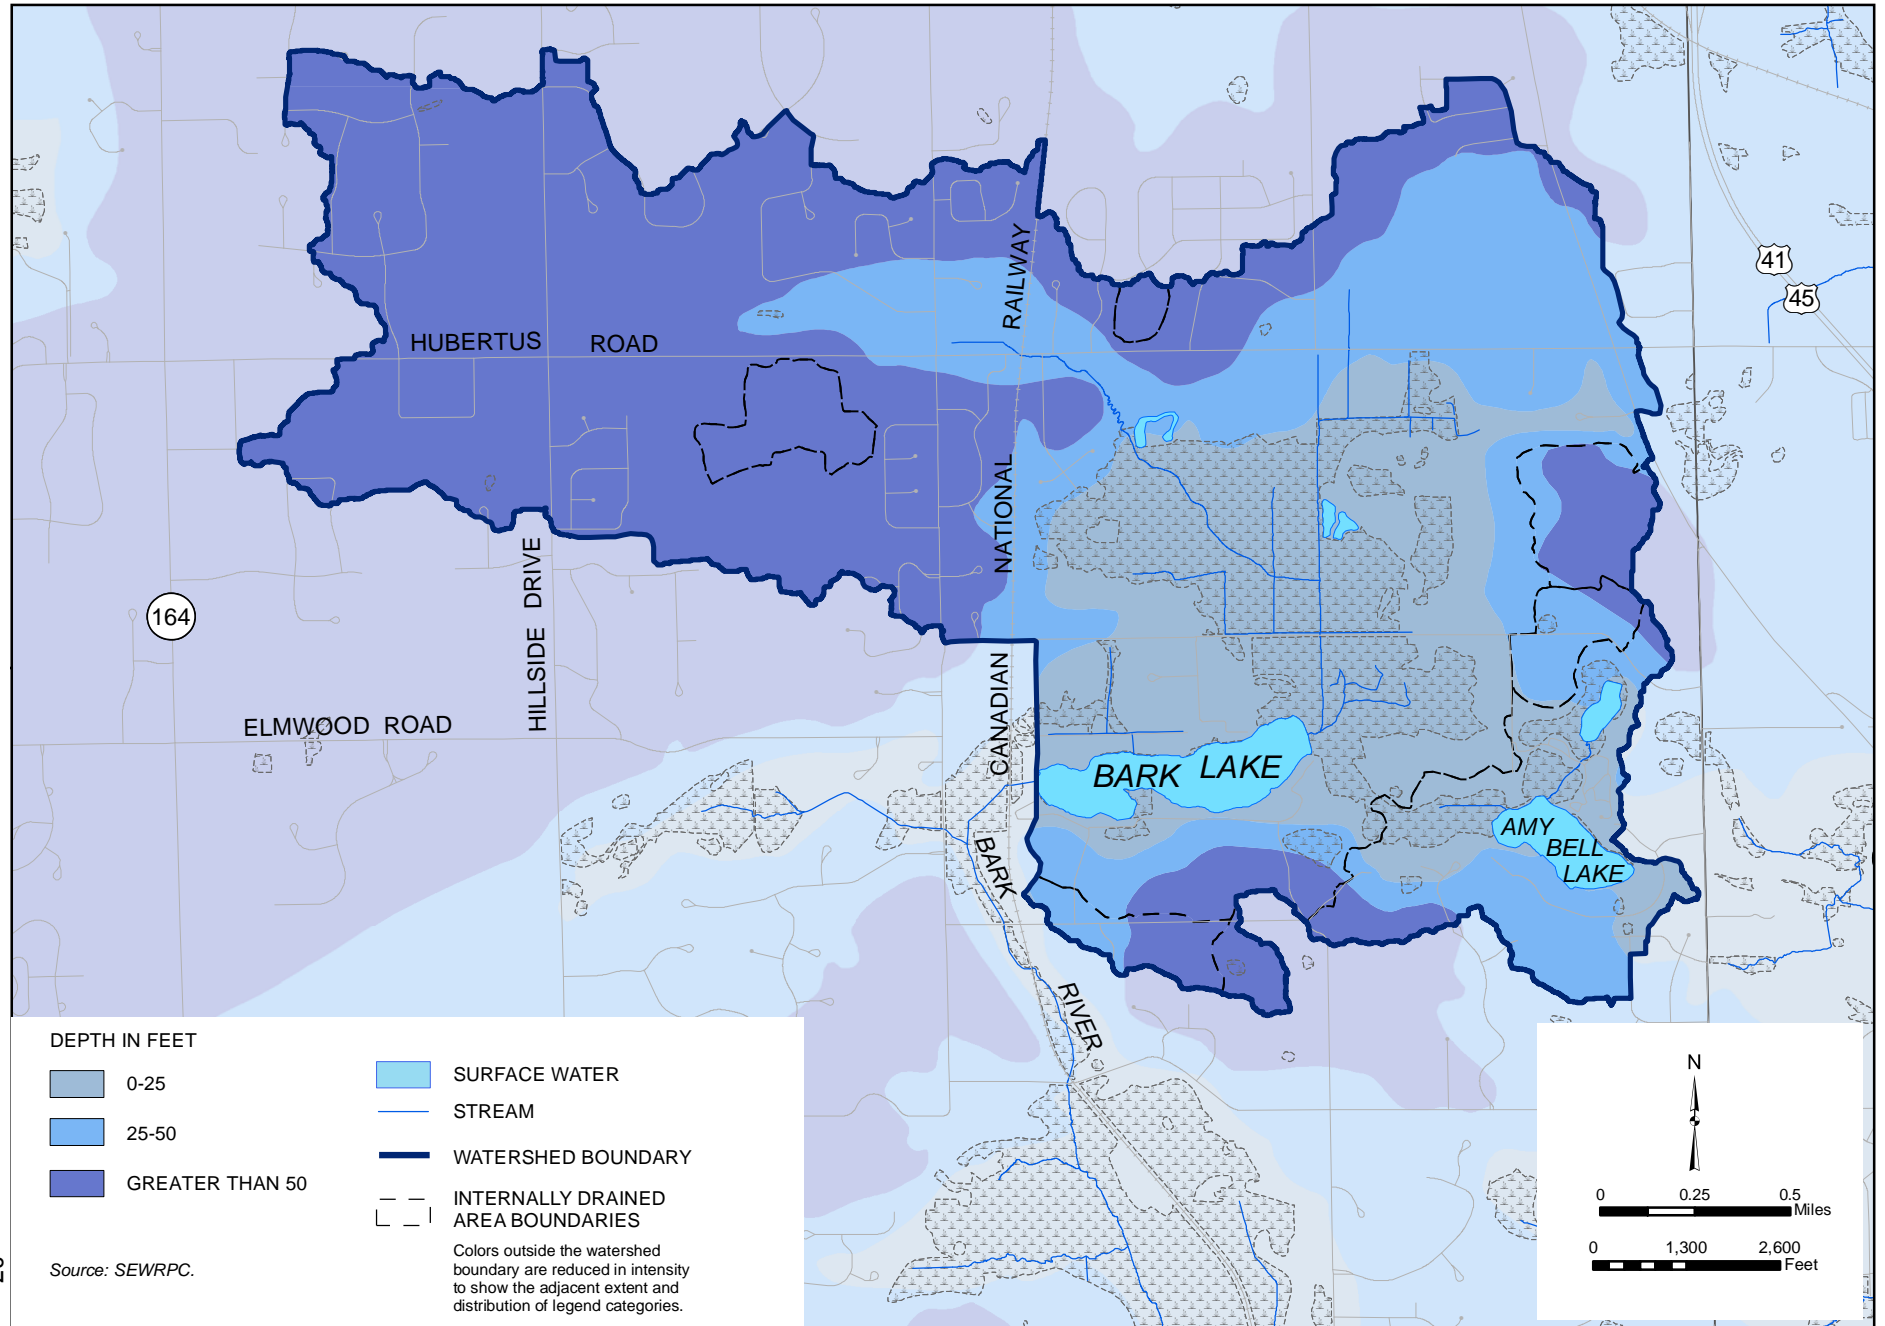 41
45
RAILWAY
HUBERTUS ROAD
NATIONAL
HILLSIDE DRIVE
164
CANADIAN
ELMWOOD ROAD
BARK LAKE
AMY
BELL
LAKE
BARK
RIVER
DEPTH IN FEET
0-25
25-50
GREATER THAN 50
SURFACE WATER
STREAM
WATERSHED BOUNDARY
INTERNALLY DRAINED
AREA BOUNDARIES
Colors outside the watershed
boundary are reduced in intensity
to show the adjacent extent and
distribution of legend categories.
Source: SEWRPC.
N
0 0.25 0.5
Miles
0 1,300 2,600
Feet